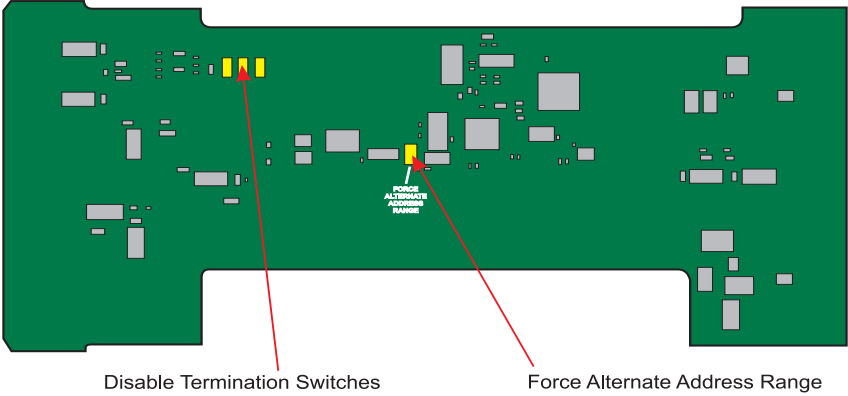 FORCE
ALTERNATE
ADDRESS
RANGE
Disable Termination Switches
Force Alternate Address Range